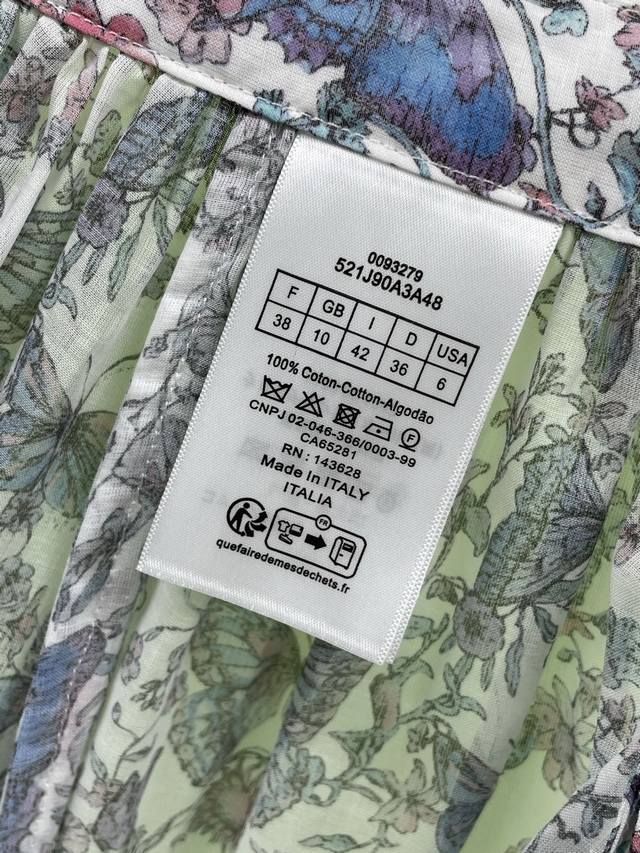 0093279
521J90A3A48
F GB I D USA
38 10 42 36 6
100% Coton-Cotton-Algodão
F
CNPJ 02-046-366/0003-99
CA65281
RN : 143628
Made In ITALY
ITALIA
FR
quefairedemesdechets.fr